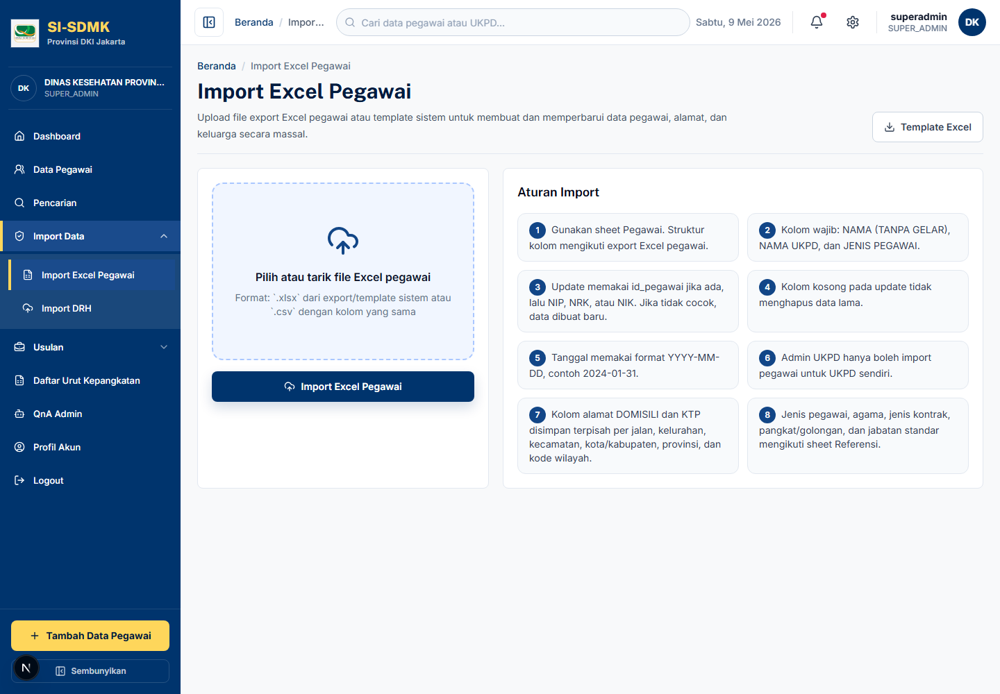 SI-SDMK
Provinsi DKI Jakarta
DK
DINAS KESEHATAN PROVIN...
SUPER_ADMIN
Dashboard
Data Pegawai
Pencarian
Import Data
Import Excel Pegawai
Import DRH
Usulan
Daftar Urut Kepangkatan
QnA Admin
Profil Akun
Logout
Tambah Data Pegawai
N
Sembunyikan
Beranda / Impor...
Cari data pegawai atau UKPD...
Sabtu, 9 Mei 2026
superadmin
SUPER_ADMIN
DK
Beranda / Import Excel Pegawai
Import Excel Pegawai
Upload file export Excel pegawai atau template sistem untuk membuat dan memperbarui data pegawai, alamat, dan
keluarga secara massal.
Template Excel
Pilih atau tarik file Excel pegawai
Format: `.xlsx` dari export/template sistem atau
`.csv` dengan kolom yang sama
Import Excel Pegawai
Aturan Import
1 Gunakan sheet Pegawai. Struktur
kolom mengikuti export Excel pegawai.
2 Kolom wajib: NAMA (TANPA GELAR),
NAMA UKPD, dan JENIS PEGAWAI.
3 Update memakai id_pegawai jika ada,
lalu NIP, NRK, atau NIK. Jika tidak cocok,
data dibuat baru.
4 Kolom kosong pada update tidak
menghapus data lama.
5 Tanggal memakai format YYYY-MM-
DD, contoh 2024-01-31.
6 Admin UKPD hanya boleh import
pegawai untuk UKPD sendiri.
7 Kolom alamat DOMISILI dan KTP
disimpan terpisah per jalan, kelurahan,
kecamatan, kota/kabupaten, provinsi, dan
kode wilayah.
8 Jenis pegawai, agama, jenis kontrak,
pangkat/golongan, dan jabatan standar
mengikuti sheet Referensi.